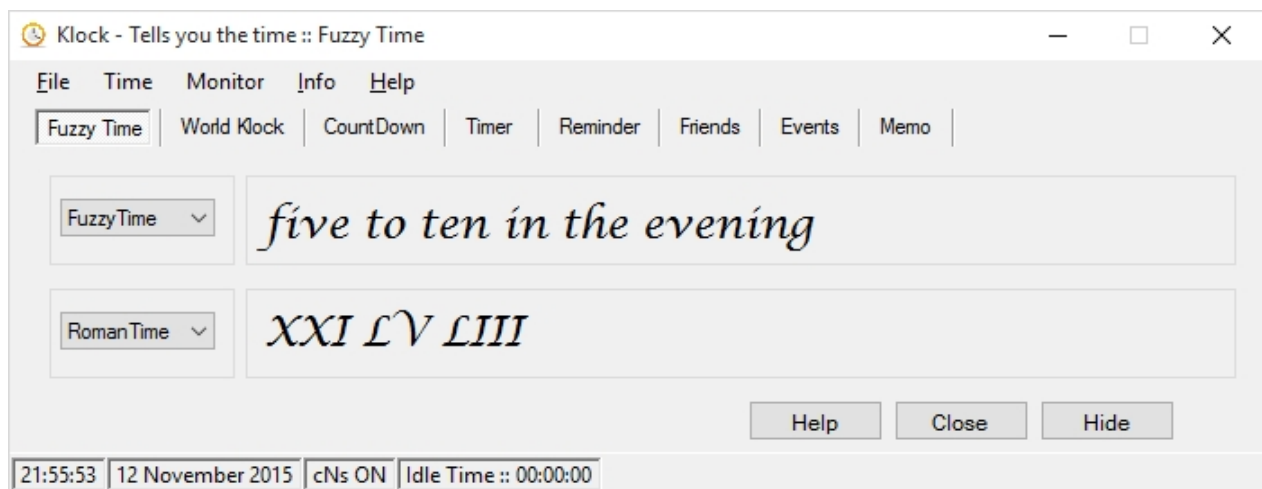 Klock - Tells you the time :: Fuzzy Time
File Time Monitor Info Help
Fuzzy Time World Klock CountDown Timer Reminder Friends Events Memo
FuzzyTime five to ten in the evening
RomanTime XXI LV LIII
Help Close Hide
21:55:53 12 November 2015 cNs ON Idle Time :: 00:00:00